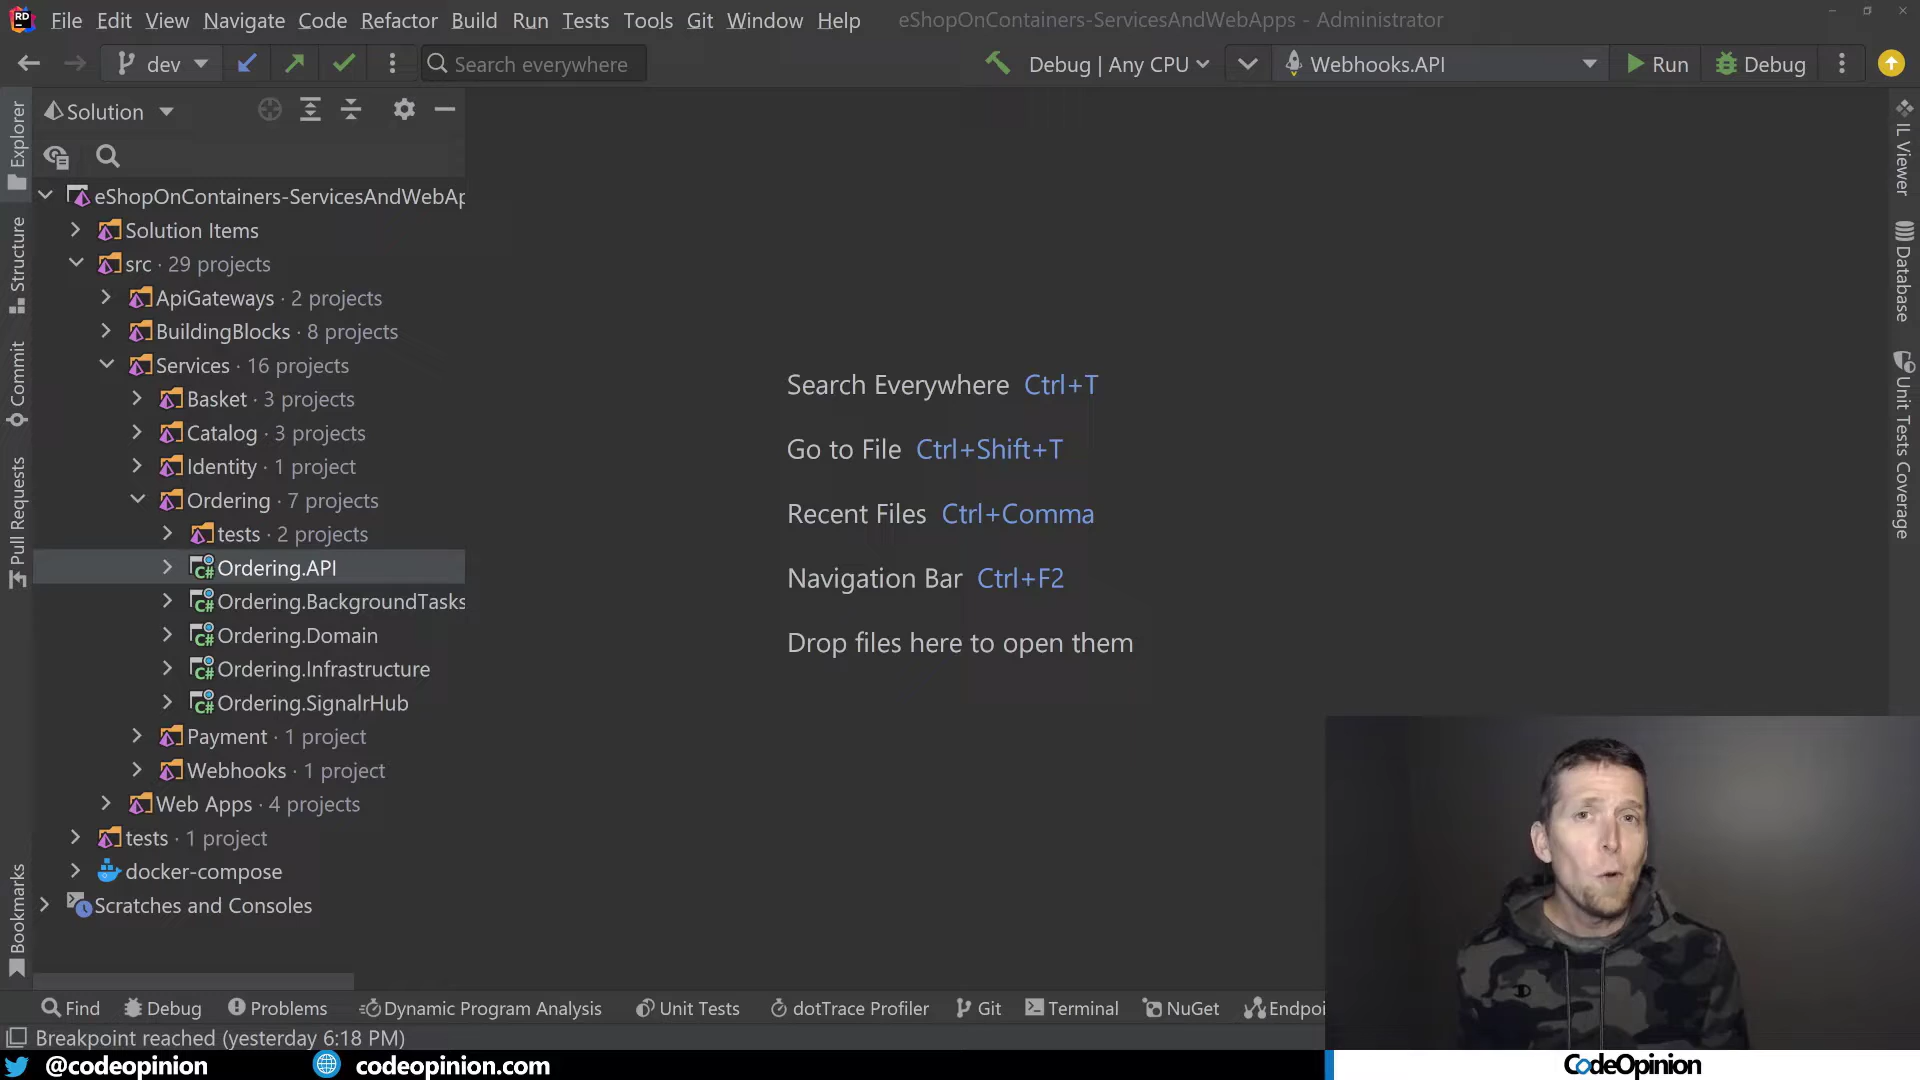 File Edit View Navigate Code Refactor Build Run Tests Tools Git Window Help eShopOnContainers-ServicesAndWebApps - Administrator
dev Search everywhere Debug | Any CPU Webhooks.API Run Debug
Solution
eShopOnContainers-ServicesAndWebAp
Solution Items
src · 29 projects
ApiGateways · 2 projects
BuildingBlocks · 8 projects
Services · 16 projects
Basket · 3 projects
Catalog · 3 projects
Identity · 1 project
Ordering · 7 projects
tests · 2 projects
Ordering.API
Ordering.BackgroundTasks
Ordering.Domain
Ordering.Infrastructure
Ordering.SignalrHub
Payment · 1 project
Webhooks · 1 project
Web Apps · 4 projects
tests · 1 project
docker-compose
Scratches and Consoles
Explorer
Structure
Commit
Pull Requests
Bookmarks
Search Everywhere Ctrl+T
Go to File Ctrl+Shift+T
Recent Files Ctrl+Comma
Navigation Bar Ctrl+F2
Drop files here to open them
IL Viewer
Database
Unit Tests Coverage
Find Debug Problems Dynamic Program Analysis Unit Tests dotTrace Profiler Git Terminal NuGet Endpoi
Breakpoint reached (yesterday 6:18 PM)
@codeopinion codeopinion.com CodeOpinion